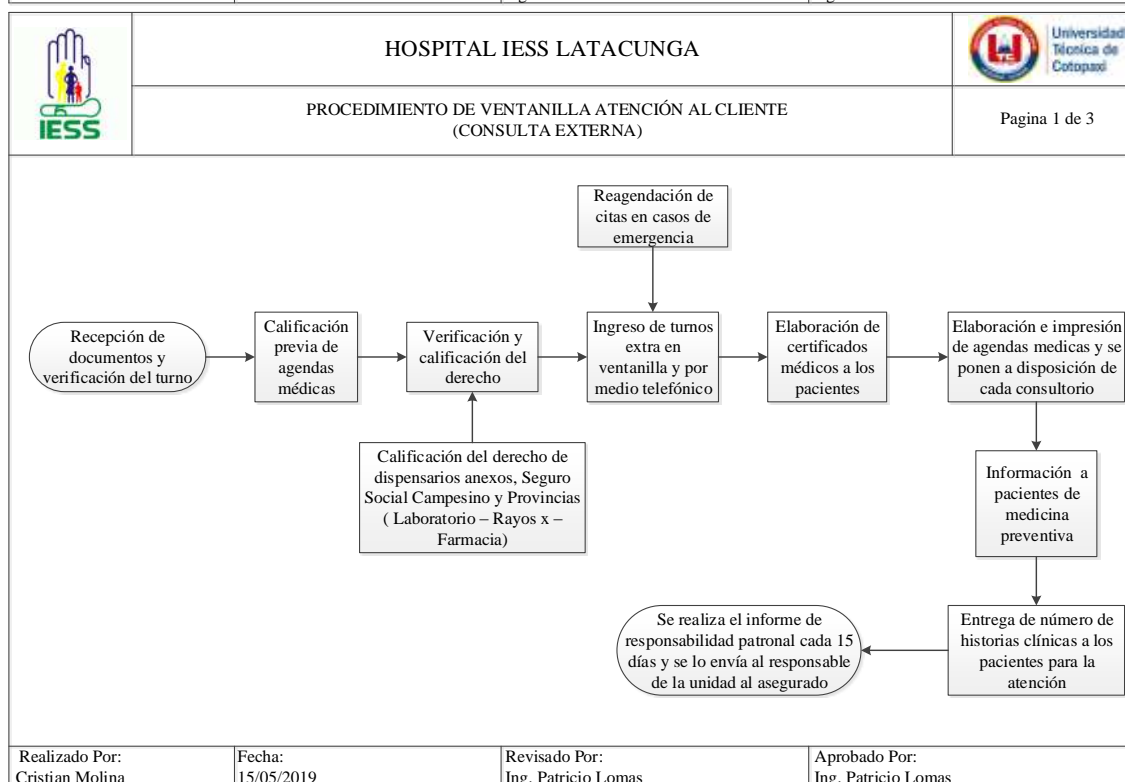 HOSPITAL IESS LATACUNGA
IESS
Universidad
Técnica de
Cotopaxi
PROCEDIMIENTO DE VENTANILLA ATENCIÓN AL CLIENTE
(CONSULTA EXTERNA)
Pagina 1 de 3
Reagendación de
citas en casos de
emergencia
Recepción de
documentos y
verificación del turno
Calificación
previa de
agendas
médicas
Verificación y
calificación del
derecho
Ingreso de turnos
extra en
ventanilla y por
medio telefónico
Elaboración de
certificados
médicos a los
pacientes
Elaboración e impresión
de agendas medicas y se
ponen a disposición de
cada consultorio
Calificación del derecho de
dispensarios anexos, Seguro
Social Campesino y Provincias
( Laboratorio – Rayos x –
Farmacia)
Información a
pacientes de
medicina
preventiva
Entrega de número de
historias clínicas a los
pacientes para la
atención
Se realiza el informe de
responsabilidad patronal cada 15
días y se lo envía al responsable
de la unidad al asegurado
Realizado Por:
Cristian Molina
Fecha:
15/05/2019
Revisado Por:
Ing. Patricio Lomas
Aprobado Por:
Ing. Patricio Lomas